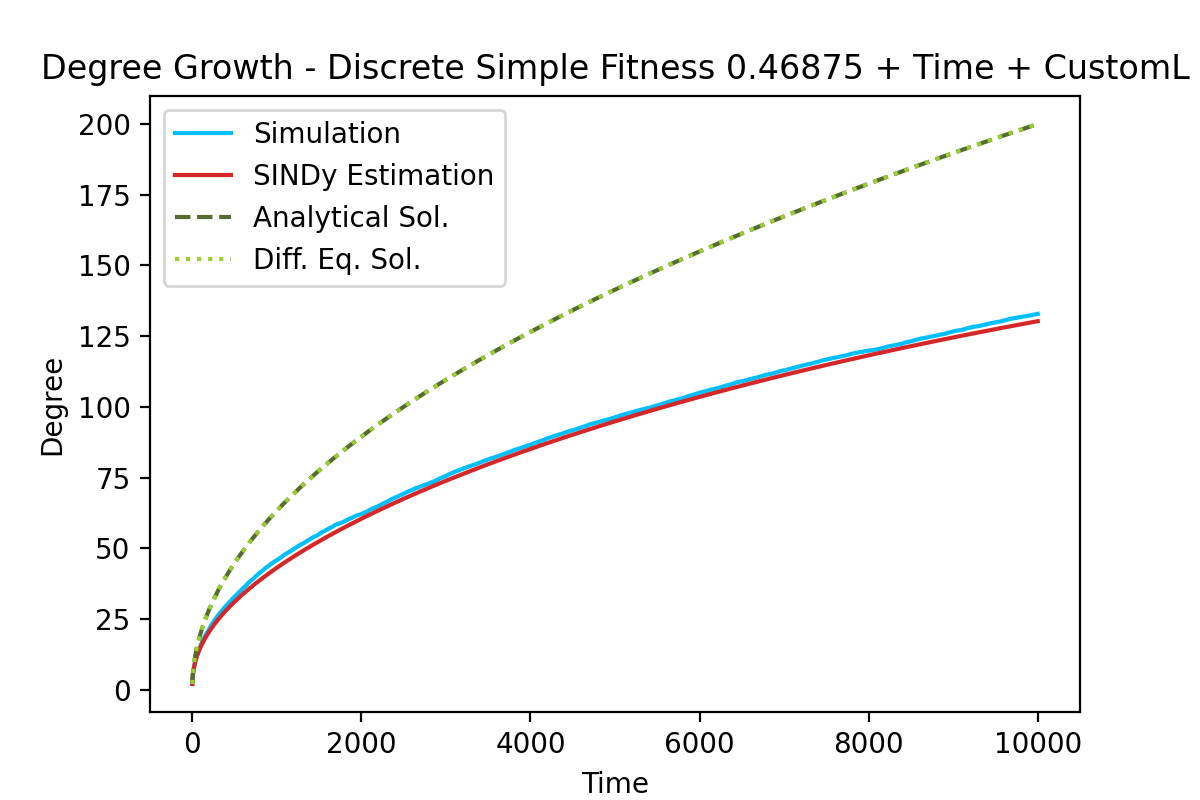 Degree Growth - Discrete Simple Fitness 0.46875 + Time + CustomL
Simulation
SINDy Estimation
Analytical Sol.
Diff. Eq. Sol.
200
175
150
125
100
75
50
25
0
Degree
0 2000 4000 6000 8000 10000
Time